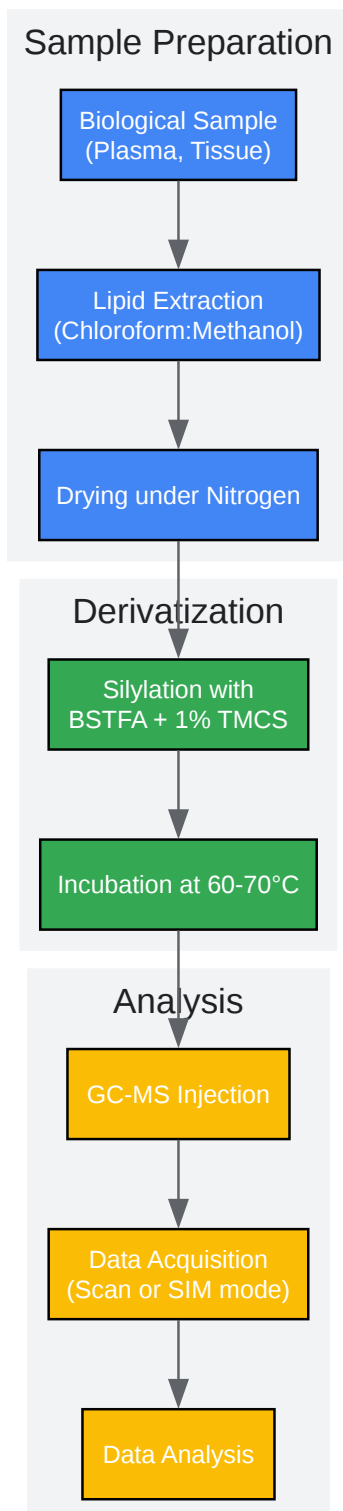 Sample Preparation
Biological Sample
(Plasma, Tissue)
Lipid Extraction
(Chloroform:Methanol)
Drying under Nitrogen
Derivatization
Silylation with
BSTFA + 1% TMCS
Incubation at 60-70°C
Analysis
GC-MS Injection
Data Acquisition
(Scan or SIM mode)
Data Analysis